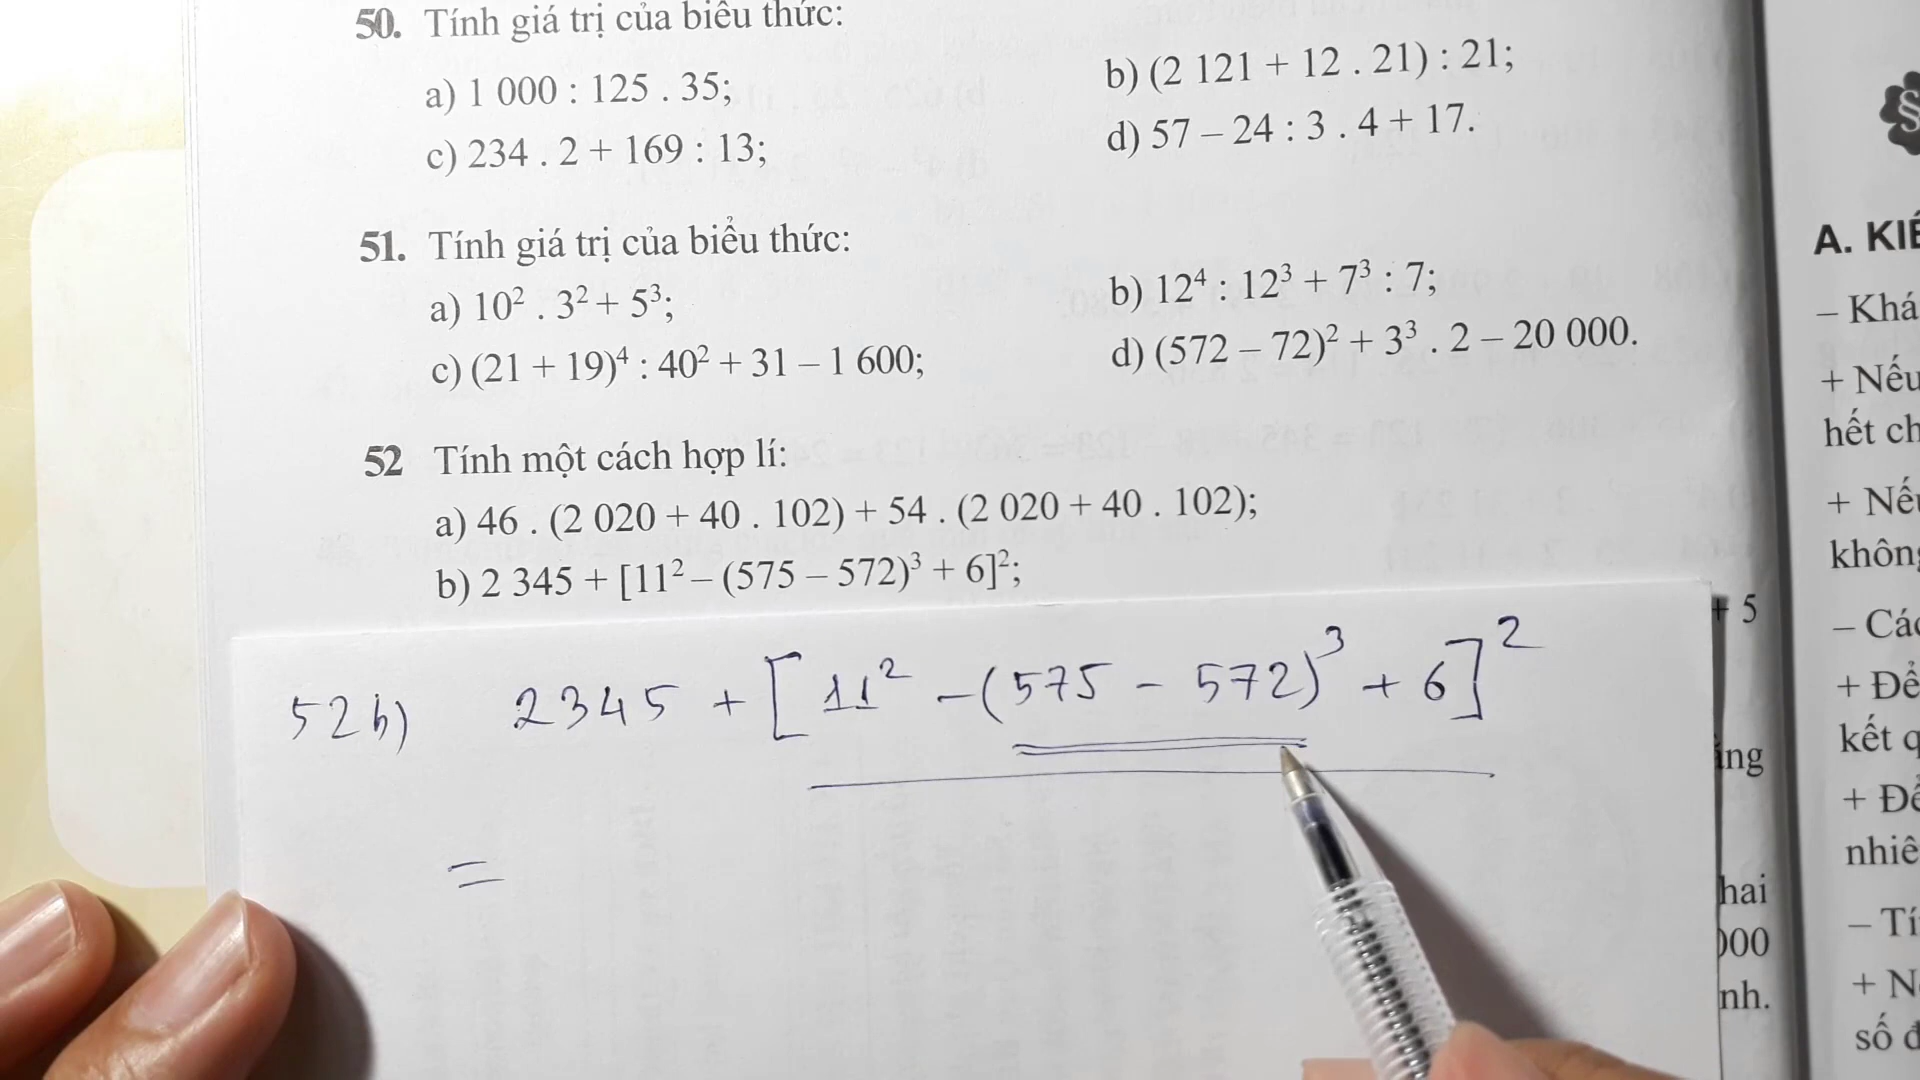 50. Tính giá trị của biểu thức:
a) 1 000 : 125 . 35;
b) (2 121 + 12 . 21) : 21;
c) 234 . 2 + 169 : 13;
d) 57 – 24 : 3 . 4 + 17.
51. Tính giá trị của biểu thức:
a) 10² . 3² + 5³;
b) 12⁴ : 12³ + 7³ : 7;
c) (21 + 19)⁴ : 40² + 31 – 1 600;
d) (572 – 72)² + 3³ . 2 – 20 000.
52 Tính một cách hợp lí:
a) 46 . (2 020 + 40 . 102) + 54 . (2 020 + 40 . 102);
b) 2 345 + [11² – (575 – 572)³ + 6]²;
52b) 2345 + [11² – (575 – 572)³ + 6]²
=
+ 5
hai
000
nh.
§
A. KIẾ
– Khá
+ Nếu
hết ch
+ Nếu
không
– Các
+ Để
kết q
+ Để
nhiê
– Tí
+ N
số đ